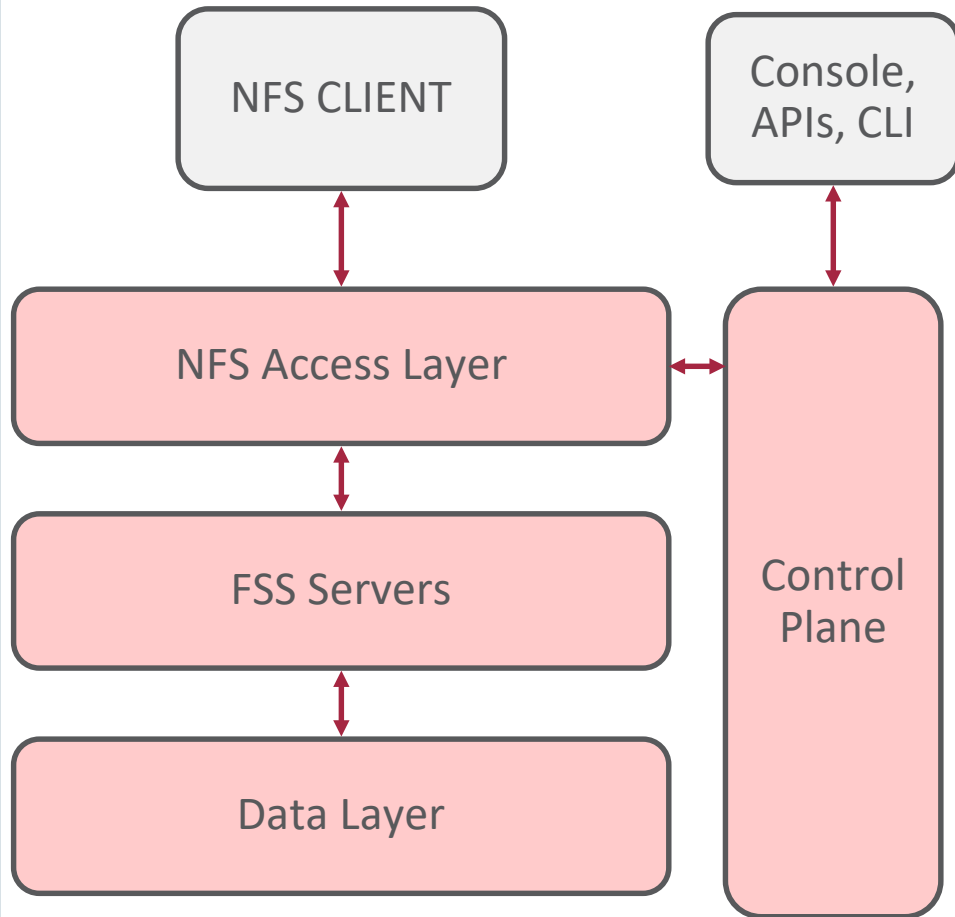 NFS CLIENT
Console,
APIs, CLI
NFS Access Layer
FSS Servers
Control
Plane
Data Layer